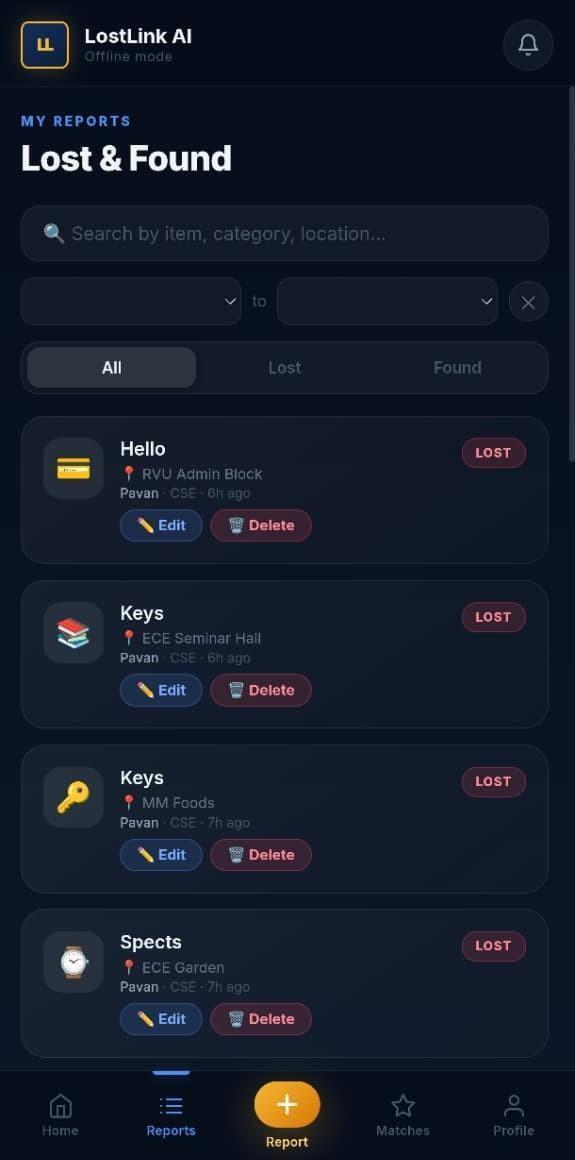 LostLink AI
Offline mode
MY REPORTS
Lost & Found
🔍 Search by item, category, location...
to
All Lost Found
Hello LOST
📍 RVU Admin Block
Pavan · CSE · 6h ago
✏️ Edit 🗑️ Delete
Keys LOST
📍 ECE Seminar Hall
Pavan · CSE · 6h ago
✏️ Edit 🗑️ Delete
Keys LOST
📍 MM Foods
Pavan · CSE · 7h ago
✏️ Edit 🗑️ Delete
Spects LOST
📍 ECE Garden
Pavan · CSE · 7h ago
✏️ Edit 🗑️ Delete
Home Reports Report Matches Profile